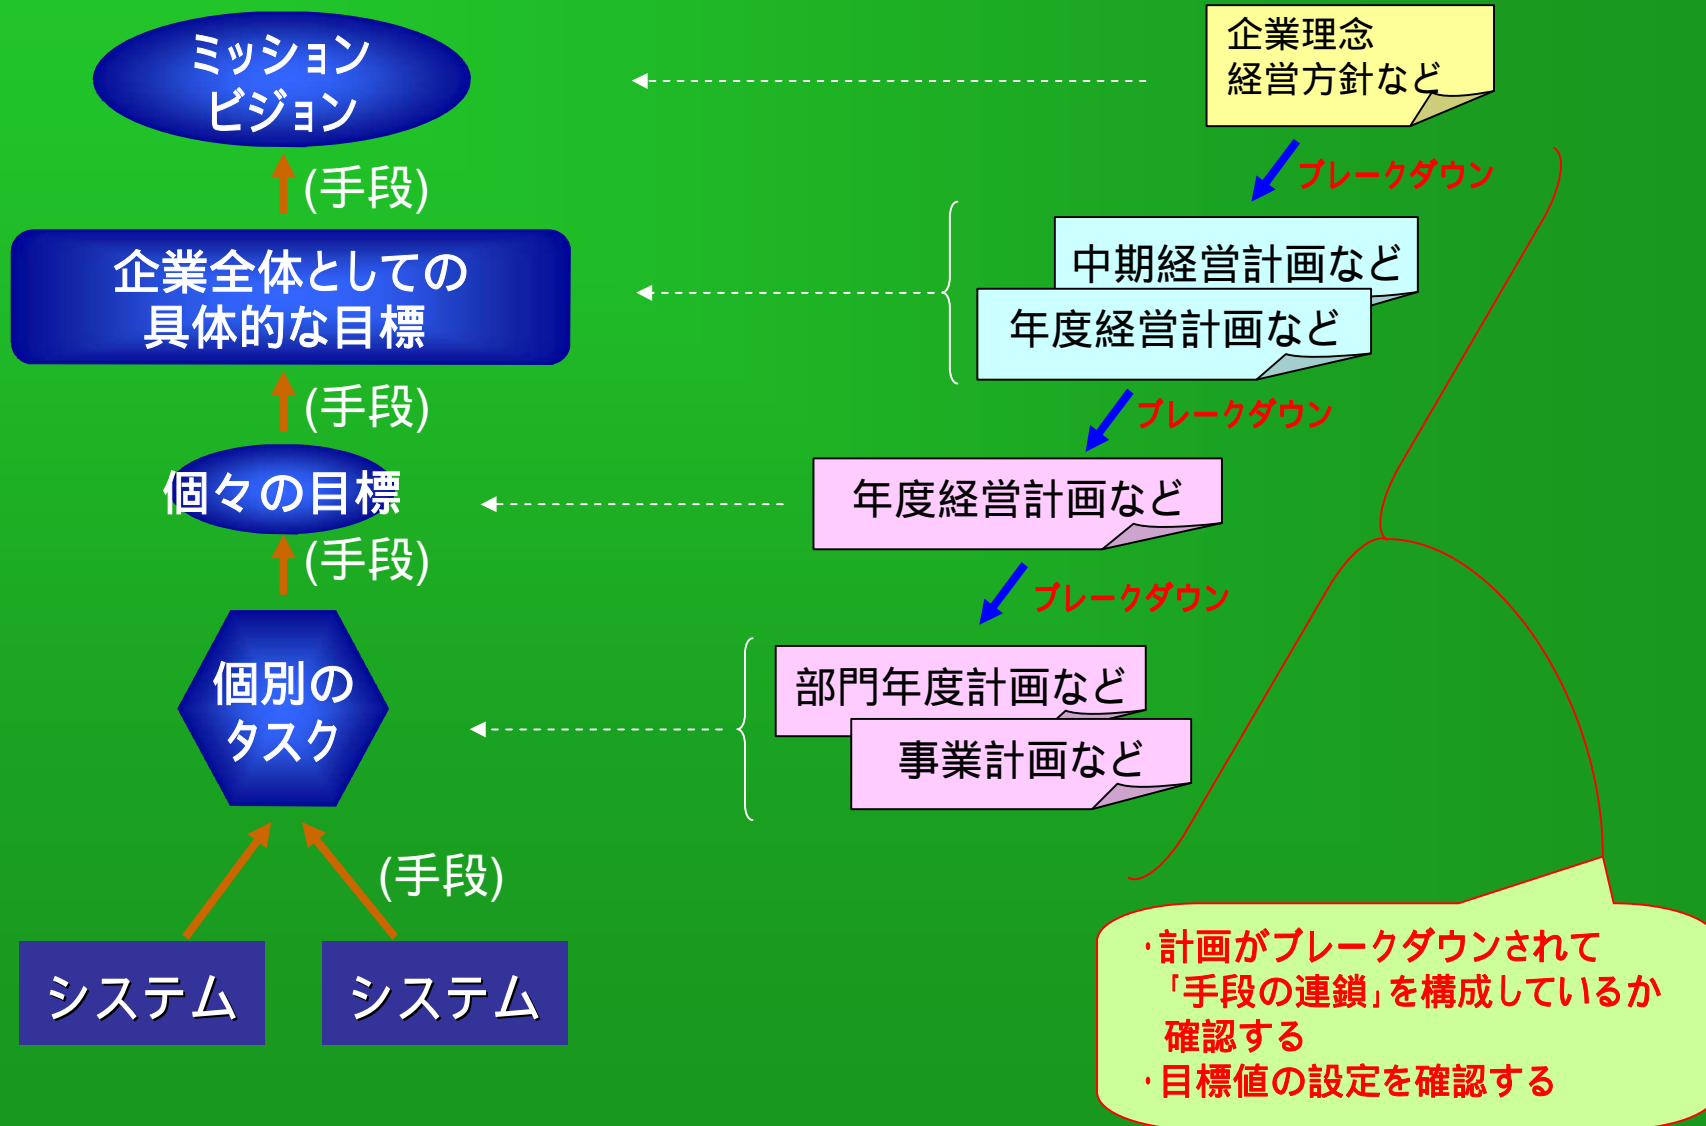 ミッション
ビジョン
企業理念
経営方針など
(手段)
ブレークダウン
企業全体としての
具体的な目標
中期経営計画など
年度経営計画など
(手段)
ブレークダウン
個々の目標
年度経営計画など
(手段)
ブレークダウン
個別の
タスク
部門年度計画など
事業計画など
(手段)
システム
システム
・計画がブレークダウンされて
「手段の連鎖」を構成しているか
確認する
・目標値の設定を確認する